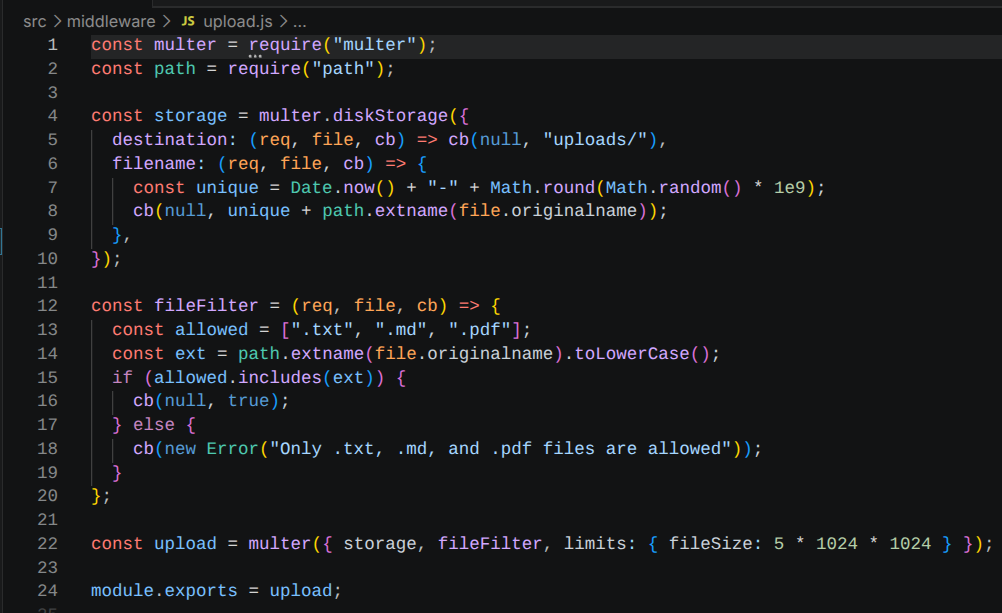 src > middleware > JS upload.js > ...
1 const multer = require("multer");
2 const path = require("path");
3
4 const storage = multer.diskStorage({
5   destination: (req, file, cb) => cb(null, "uploads/"),
6   filename: (req, file, cb) => {
7     const unique = Date.now() + "-" + Math.round(Math.random() * 1e9);
8     cb(null, unique + path.extname(file.originalname));
9   },
10 });
11
12 const fileFilter = (req, file, cb) => {
13   const allowed = [".txt", ".md", ".pdf"];
14   const ext = path.extname(file.originalname).toLowerCase();
15   if (allowed.includes(ext)) {
16     cb(null, true);
17   } else {
18     cb(new Error("Only .txt, .md, and .pdf files are allowed"));
19   }
20 };
21
22 const upload = multer({ storage, fileFilter, limits: { fileSize: 5 * 1024 * 1024 } });
23
24 module.exports = upload;
25